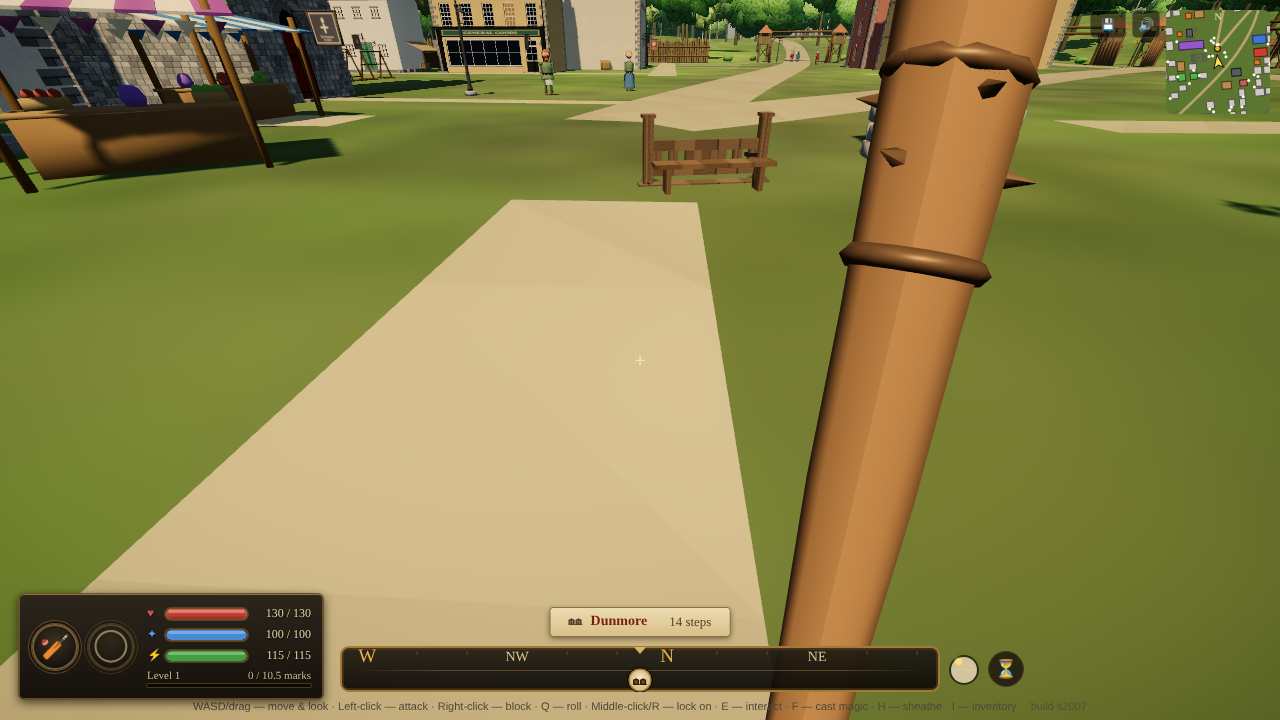 GENERAL GOODS
N
130 / 130
100 / 100
115 / 115
Level 1
0 / 10.5 marks
Dunmore
14 steps
W
NW
N
NE
WASD/drag — move & look · Left-click — attack · Right-click — block · Q — roll · Middle-click/R — lock on · E — interact · F — cast magic · H — sheathe · I — inventory
build s2007